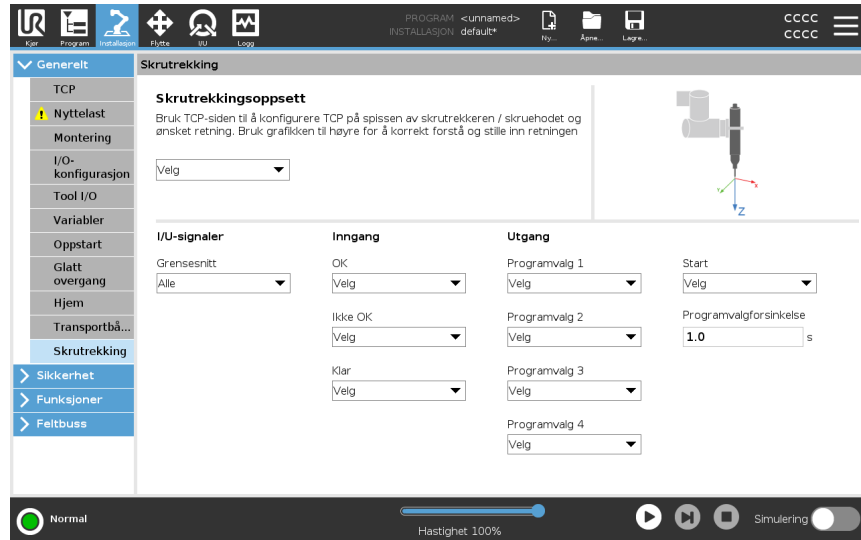 UR
Kjør
Program
Installasjon
Flytte
I/U
Logg
PROGRAM <unnamed>
INSTALLASJON default*
Ny...
Åpne...
Lagre...
cccc
cccc
Generelt
TCP
Nyttelast
Montering
I/O-
konfigurasjon
Tool I/O
Variabler
Oppstart
Glatt
overgang
Hjem
Transportbå...
Skrutrekking
Sikkerhet
Funksjoner
Feltbuss
Skrutrekking
Skrutrekkingsoppsett
Bruk TCP-siden til å konfigurere TCP på spissen av skrutrekkeren / skruehodet og
ønsket retning. Bruk grafikken til høyre for å korrekt forstå og stille inn retningen
Velg
Y
X
Z
I/U-signaler
Grensesnitt
Alle
Inngang
OK
Velg
Ikke OK
Velg
Klar
Velg
Utgang
Programvalg 1
Velg
Programvalg 2
Velg
Programvalg 3
Velg
Programvalg 4
Velg
Start
Velg
Programvalgforsinkelse
1.0 s
Normal
Hastighet 100%
Simulering